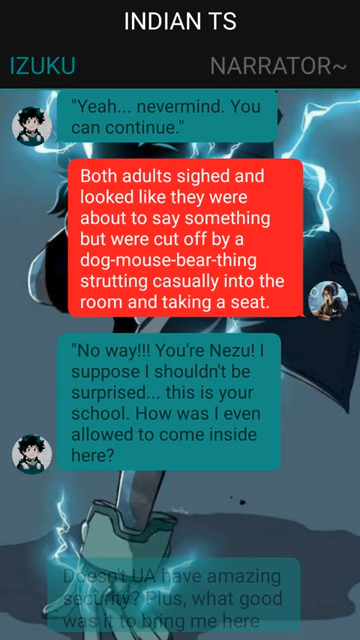 INDIAN TS
IZUKU NARRATOR~
"Yeah... nevermind. You
can continue."
Both adults sighed and
looked like they were
about to say something
but were cut off by a
dog-mouse-bear-thing
strutting casually into the
room and taking a seat.
"No way!!! You're Nezu! I
suppose I shouldn't be
surprised... this is your
school. How was I even
allowed to come inside
here?
Doesn't UA have amazing
security? Plus, what good
was it to bring me here